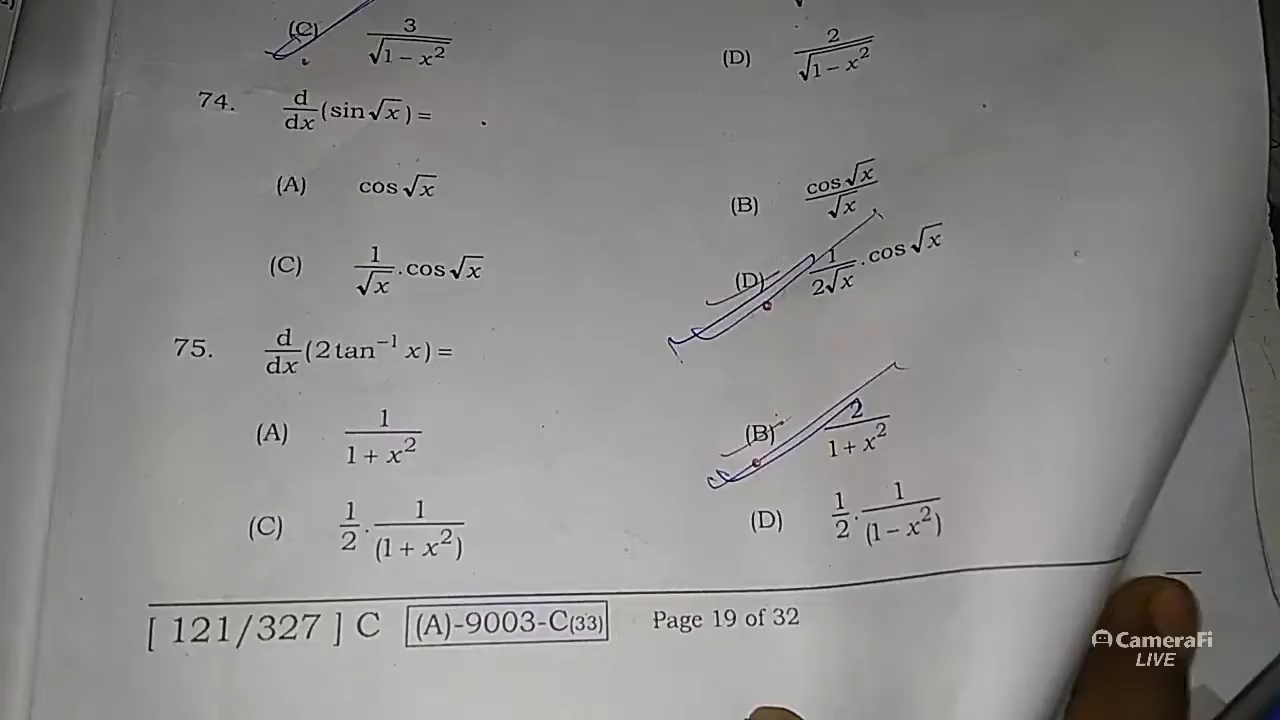 (C) 3/√(1 − x²)
(D) 2/√(1 − x²)
74. d/dx (sin √x) =
(A) cos √x
(B) cos √x/√x
(C) 1/√x . cos √x
(D) 1/2√x . cos √x
75. d/dx (2 tan⁻¹ x) =
(A) 1/1 + x²
(B) 2/1 + x²
(C) 1/2 . 1/(1 + x²)
(D) 1/2 . 1/(1 − x²)
[ 121/327 ] C (A)-9003-C(33) Page 19 of 32
CameraFi
LIVE